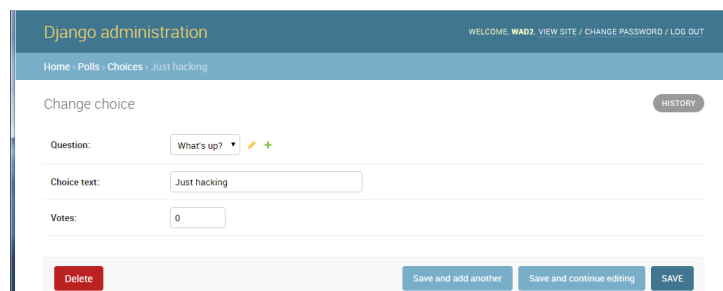 Django administration
WELCOME, WAD2. VIEW SITE / CHANGE PASSWORD / LOG OUT
Home › Polls › Choices › Just hacking
Change choice
HISTORY
Question: What's up?
Choice text: Just hacking
Votes: 0
Delete Save and add another Save and continue editing SAVE